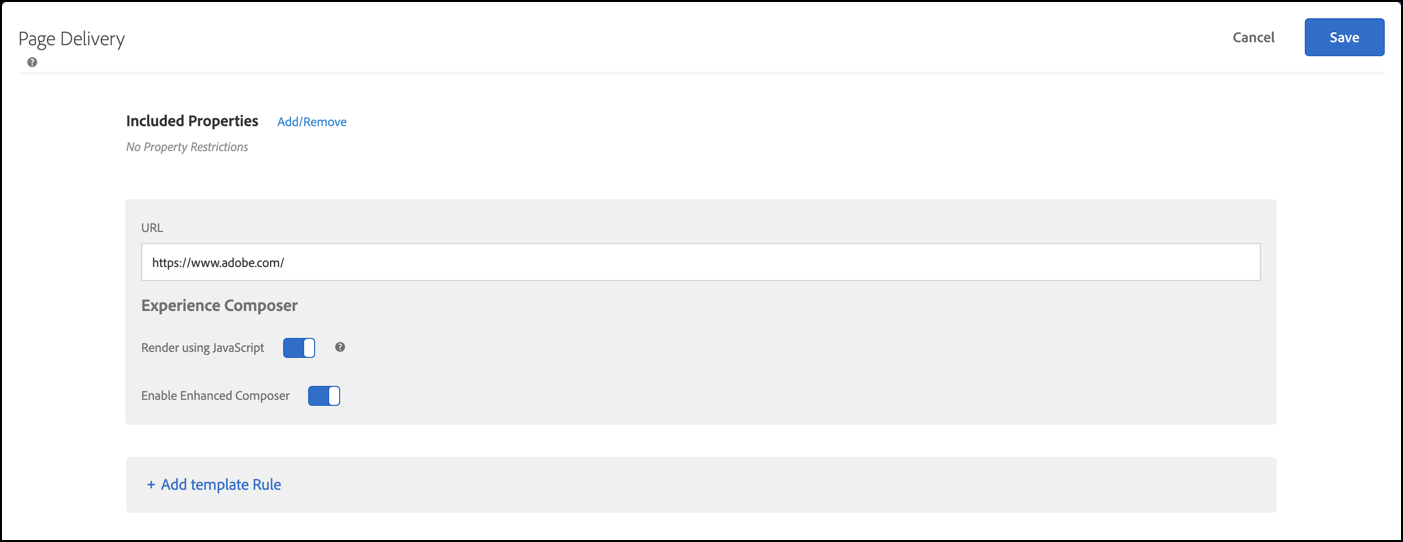 Page Delivery
Cancel
Save
?
Included Properties Add/Remove
No Property Restrictions
URL
https://www.adobe.com/
Experience Composer
Render using JavaScript ?
Enable Enhanced Composer
+ Add template Rule